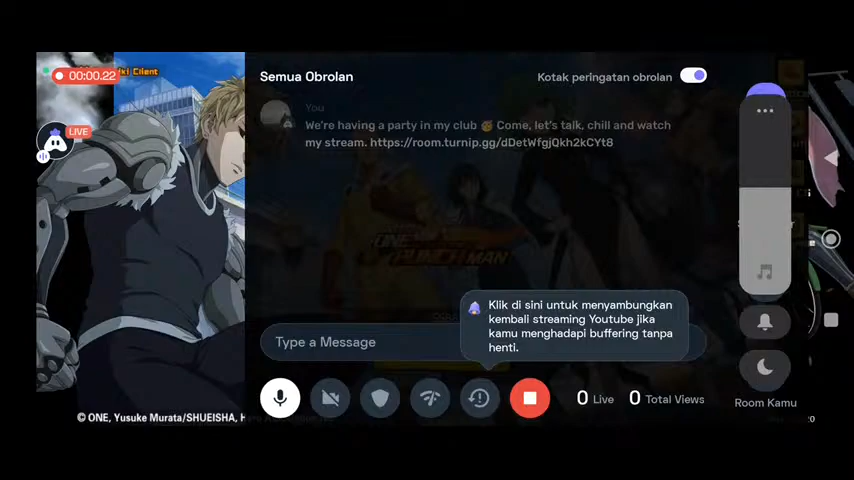 00:00.22
ki Client
Semua Obrolan
Kotak peringatan obrolan
LIVE
You
We're having a party in my club 🥳 Come, let's talk, chill and watch
my stream. https://room.turnip.gg/dDetWfgjQkh2kCYt8
ONE PUNCH MAN
Klik di sini untuk menyambungkan
kembali streaming Youtube jika
kamu menghadapi buffering tanpa
henti.
Type a Message
0 Live 0 Total Views
Room Kamu
© ONE, Yusuke Murata/SHUEISHA,